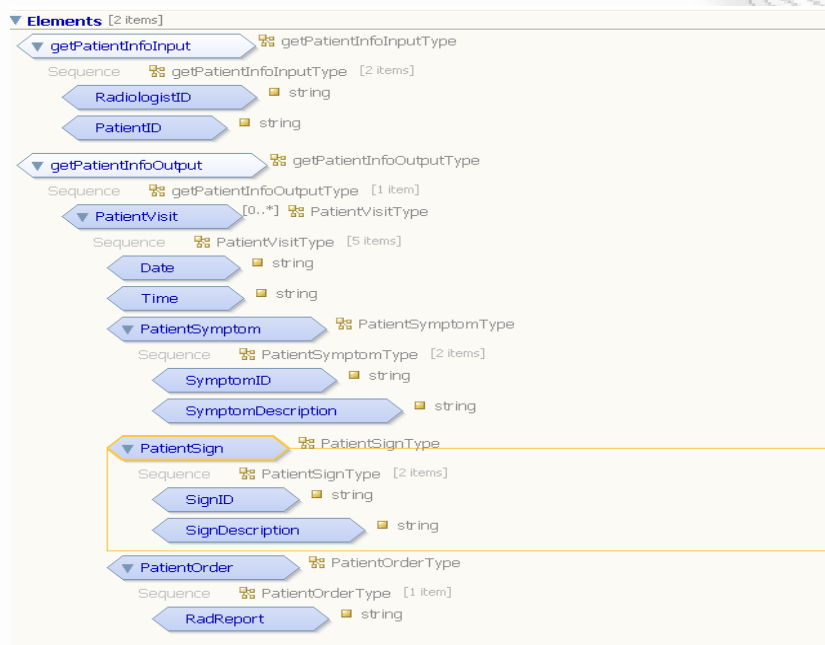 Elements [2 items]
getPatientInfoInput getPatientInfoInputType
Sequence getPatientInfoInputType [2 items]
RadiologistID string
PatientID string
getPatientInfoOutput getPatientInfoOutputType
Sequence getPatientInfoOutputType [1 item]
PatientVisit [0..*] PatientVisitType
Sequence PatientVisitType [5 items]
Date string
Time string
PatientSymptom PatientSymptomType
Sequence PatientSymptomType [2 items]
SymptomID string
SymptomDescription string
PatientSign PatientSignType
Sequence PatientSignType [2 items]
SignID string
SignDescription string
PatientOrder PatientOrderType
Sequence PatientOrderType [1 item]
RadReport string